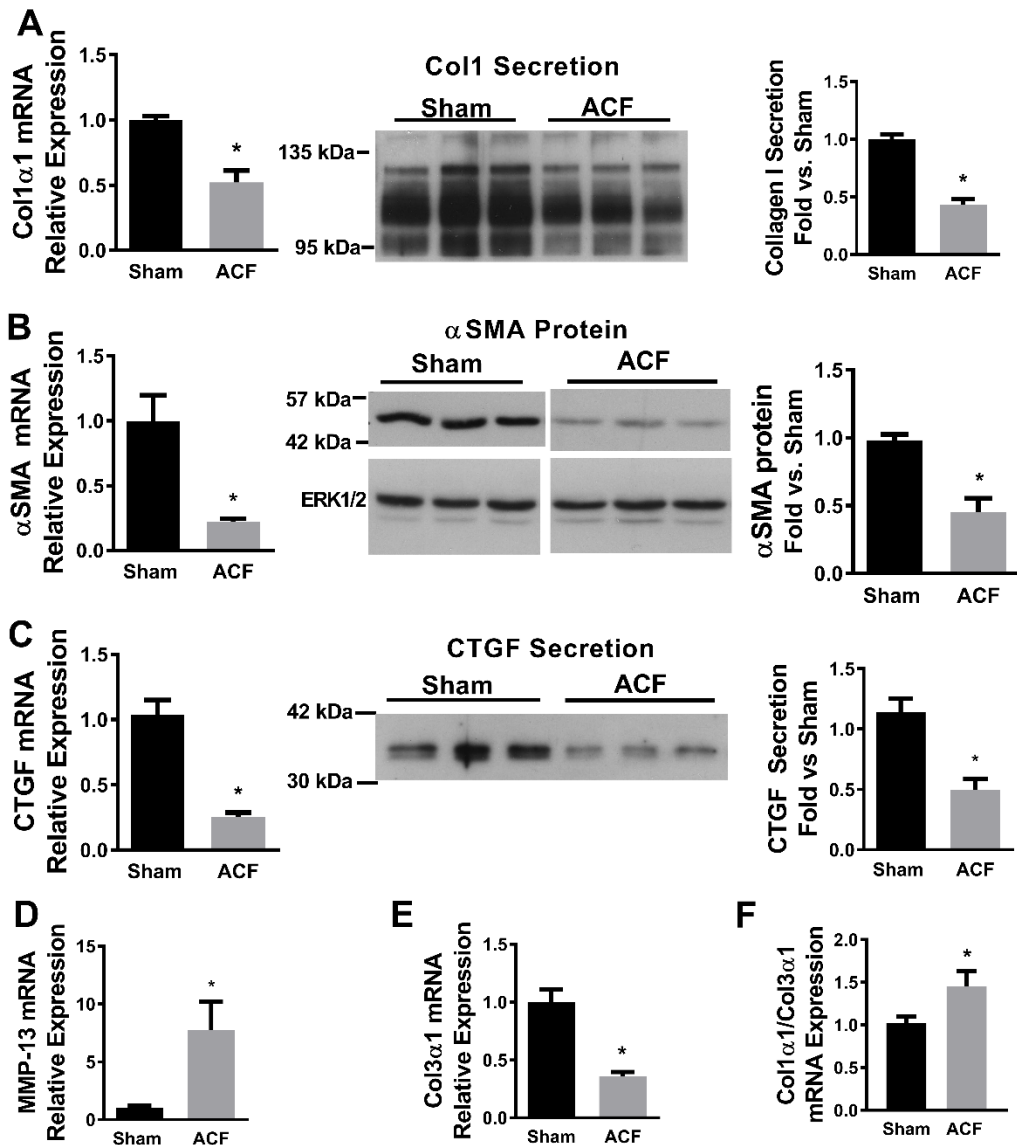 A
Col1α1 mRNA
Relative Expression
1.5
1.0
0.5
0.0
*
Sham
ACF
Col1 Secretion
Sham
ACF
135 kDa
95 kDa
Collagen I Secretion
Fold vs. Sham
1.5
1.0
0.5
0.0
*
Sham
ACF
B
αSMA mRNA
Relative Expression
1.5
1.0
0.5
0.0
*
Sham
ACF
αSMA Protein
Sham
ACF
57 kDa
42 kDa
ERK1/2
αSMA protein
Fold vs. Sham
1.5
1.0
0.5
0.0
*
Sham
ACF
C
CTGF mRNA
Relative Expression
1.5
1.0
0.5
0.0
*
Sham
ACF
CTGF Secretion
Sham
ACF
42 kDa
30 kDa
CTGF Secretion
Fold vs Sham
1.5
1.0
0.5
0.0
*
Sham
ACF
D
MMP-13 mRNA
Relative Expression
15
10
5
0
*
Sham
ACF
E
Col3α1 mRNA
Relative Expression
1.5
1.0
0.5
0.0
*
Sham
ACF
F
Col1α1/Col3α1
mRNA Expression
2.0
1.5
1.0
0.5
0.0
*
Sham
ACF